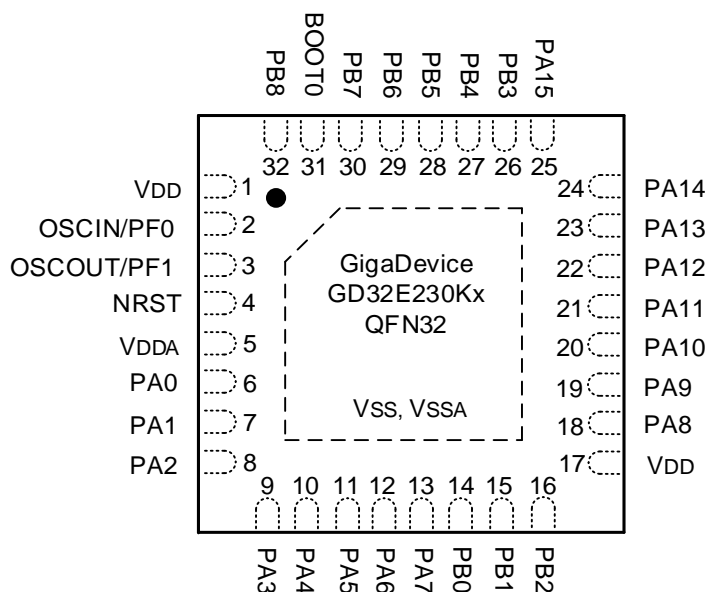 PB8 BOOT0 PB7 PB6 PB5 PB4 PB3 PA15
32 31 30 29 28 27 26 25
VDD 1
OSCIN/PF0 2
OSCOUT/PF1 3
NRST 4
VDDA 5
PA0 6
PA1 7
PA2 8
GigaDevice
GD32E230Kx
QFN32
VSS, VSSA
24 PA14
23 PA13
22 PA12
21 PA11
20 PA10
19 PA9
18 PA8
17 VDD
9 10 11 12 13 14 15 16
PA3 PA4 PA5 PA6 PA7 PB0 PB1 PB2